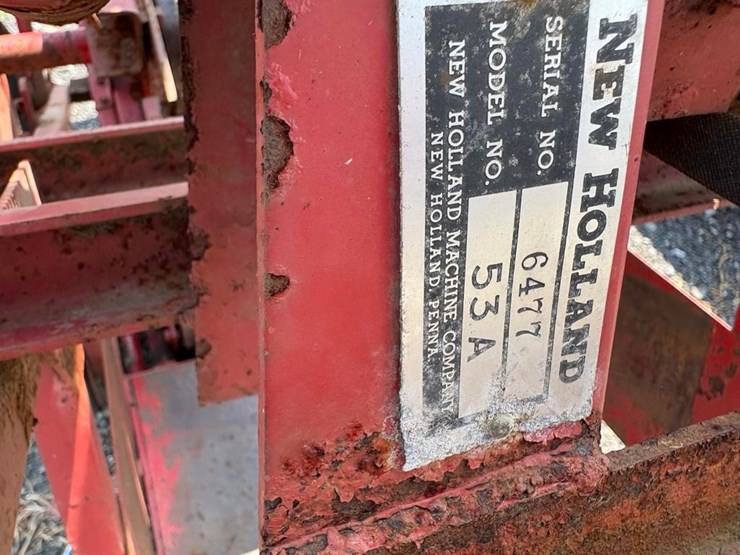 NEW HOLLAND
SERIAL NO. 6477
MODEL NO. 53A
NEW HOLLAND MACHINE COMPANY
NEW HOLLAND, PENNA.